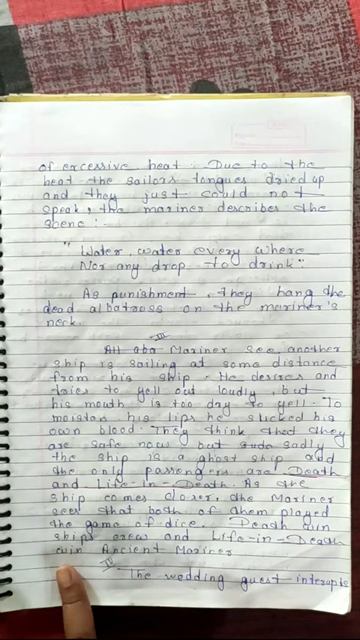 of excessive heat. Due to the
heat the sailors tongues dried up
and they just could not
speak, the mariner describes the
scene :-
"Water, water every where
Nor any drop to drink".
As punishment, they hang the
dead albatross on the mariner's
neck.
III
Mariner see another
ship is sailing at some distance
from his ship. He desires and
tries to yell out loudly, but
his mouth is too dry to yell. To
moisten his lips he sucked his
own blood. They think that they
are safe now but sadly
the ship is a ghost ship and
the only passengers are Death
and Life-in-Death. As the
ship comes closer, the Mariner
sees that both of them played
the game of dice. Death win
ships crew and Life-in-Death
win Ancient Mariner
IV
The wedding guest interupts